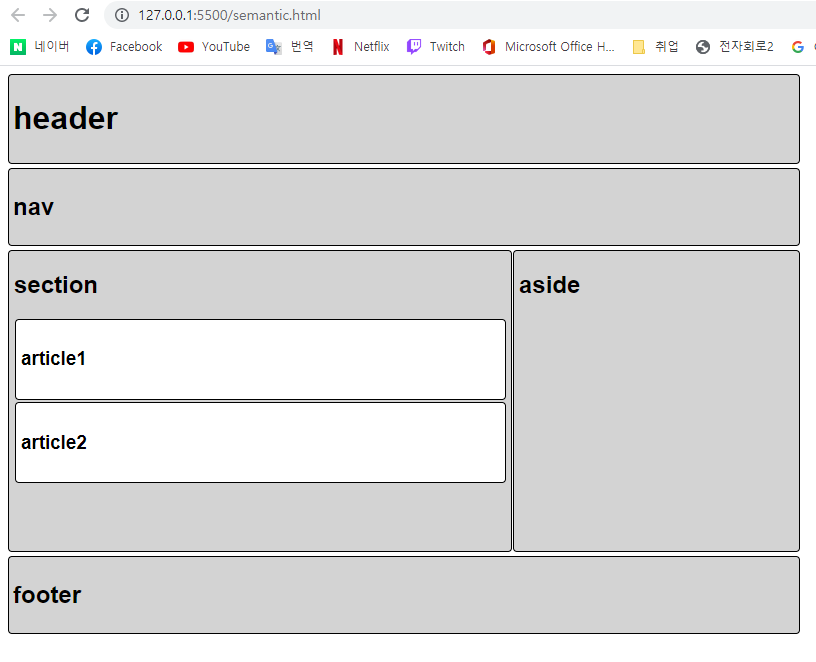 127.0.0.1:5500/semantic.html
네이버 Facebook YouTube 번역 Netflix Twitch Microsoft Office H... 취업 전자회로2
header
nav
section
aside
article1
article2
footer